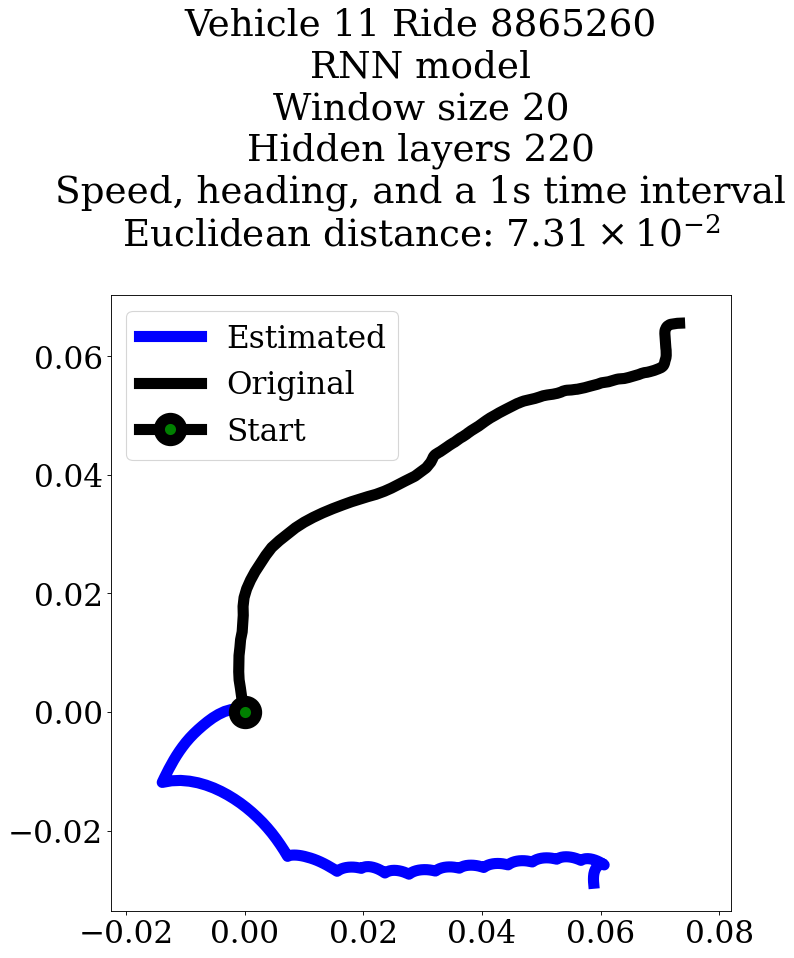 Vehicle 11 Ride 8865260
RNN model
Window size 20
Hidden layers 220
Speed, heading, and a 1s time interval
Euclidean distance: 7.31 × 10⁻²
Estimated
Original
Start
0.06
0.04
0.02
0.00
−0.02
−0.02 0.00 0.02 0.04 0.06 0.08